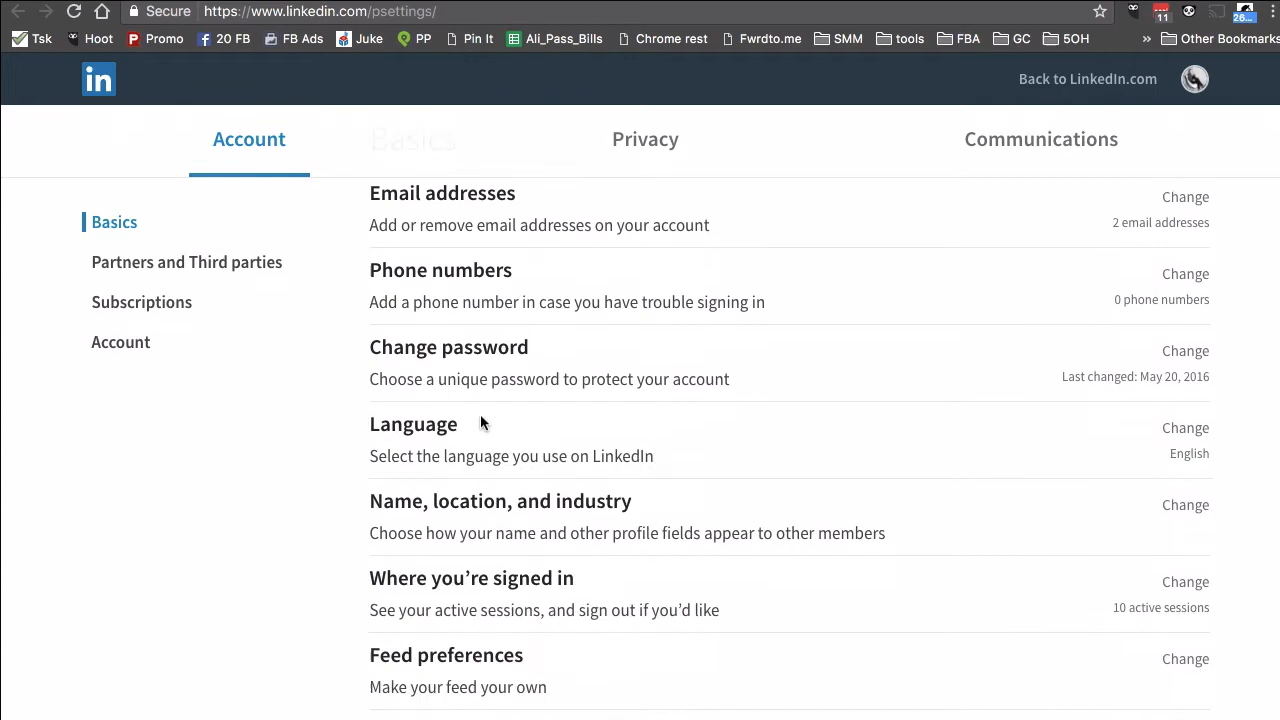 Secure https://www.linkedin.com/psettings/
11
26...
Tsk Hoot Promo 20 FB FB Ads Juke PP Pin It Ali_Pass_Bills Chrome rest Fwrdto.me SMM tools FBA GC 5OH » Other Bookmarks
in Back to LinkedIn.com
Account Basics Privacy Communications
Basics
Partners and Third parties
Subscriptions
Account
Email addresses Change
Add or remove email addresses on your account 2 email addresses
Phone numbers Change
Add a phone number in case you have trouble signing in 0 phone numbers
Change password Change
Choose a unique password to protect your account Last changed: May 20, 2016
Language Change
Select the language you use on LinkedIn English
Name, location, and industry Change
Choose how your name and other profile fields appear to other members
Where you’re signed in Change
See your active sessions, and sign out if you’d like 10 active sessions
Feed preferences Change
Make your feed your own